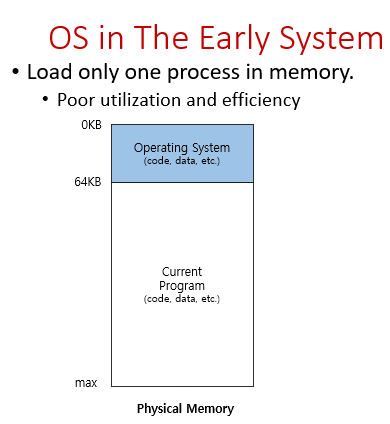 OS in The Early System
• Load only one process in memory.
• Poor utilization and efficiency
0KB
Operating System
(code, data, etc.)
64KB
Current
Program
(code, data, etc.)
max
Physical Memory